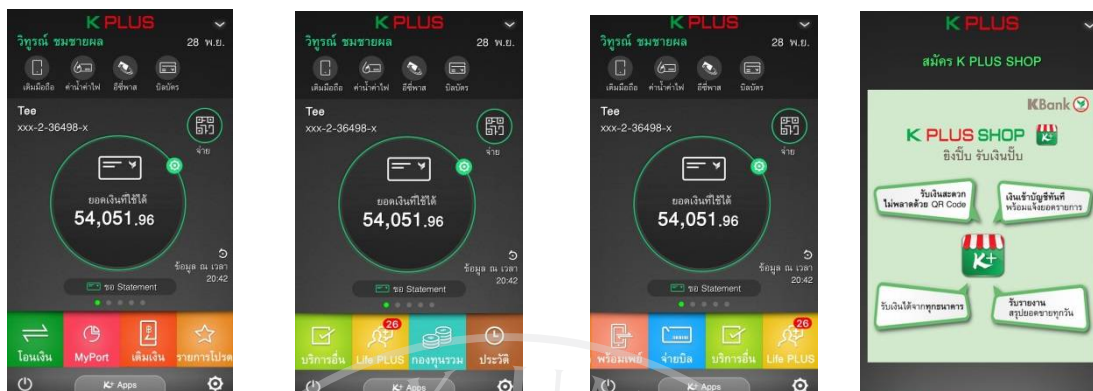 K PLUS
วิฑูรณ์ ชมชายผล 28 พ.ย.
เติมมือถือ ค่าน้ำค่าไฟ อีซี่พาส บิลบัตร
Tee
xxx-2-36498-x
จ่าย
ยอดเงินที่ใช้ได้
54,051.96
ข้อมูล ณ เวลา
20:42
ขอ Statement
โอนเงิน MyPort เติมเงิน รายการโปรด
K+ Apps
K PLUS
วิฑูรณ์ ชมชายผล 28 พ.ย.
เติมมือถือ ค่าน้ำค่าไฟ อีซี่พาส บิลบัตร
Tee
xxx-2-36498-x
จ่าย
ยอดเงินที่ใช้ได้
54,051.96
ข้อมูล ณ เวลา
20:42
ขอ Statement
26
บริการอื่น Life PLUS กองทุนรวม ประวัติ
K+ Apps
K PLUS
วิฑูรณ์ ชมชายผล 28 พ.ย.
เติมมือถือ ค่าน้ำค่าไฟ อีซี่พาส บิลบัตร
Tee
xxx-2-36498-x
จ่าย
ยอดเงินที่ใช้ได้
54,051.96
ข้อมูล ณ เวลา
20:42
ขอ Statement
26
พร้อมเพย์ จ่ายบิล บริการอื่น Life PLUS
K+ Apps
K PLUS
สมัคร K PLUS SHOP
KBank
K PLUS SHOP
ยิงปั๊บ รับเงินปั๊บ
รับเงินสะดวก
ไม่พลาดด้วย QR Code
เงินเข้าบัญชีทันที
พร้อมแจ้งยอดรายการ
K+
รับเงินได้จากทุกธนาคาร
รับรายงาน
สรุปยอดขายทุกวัน